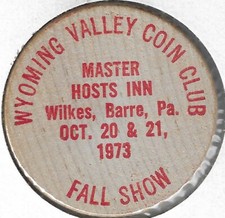 WYOMING VALLEY COIN CLUB
MASTER
HOSTS INN
Wilkes, Barre, Pa.
OCT. 20 & 21,
1973
FALL SHOW